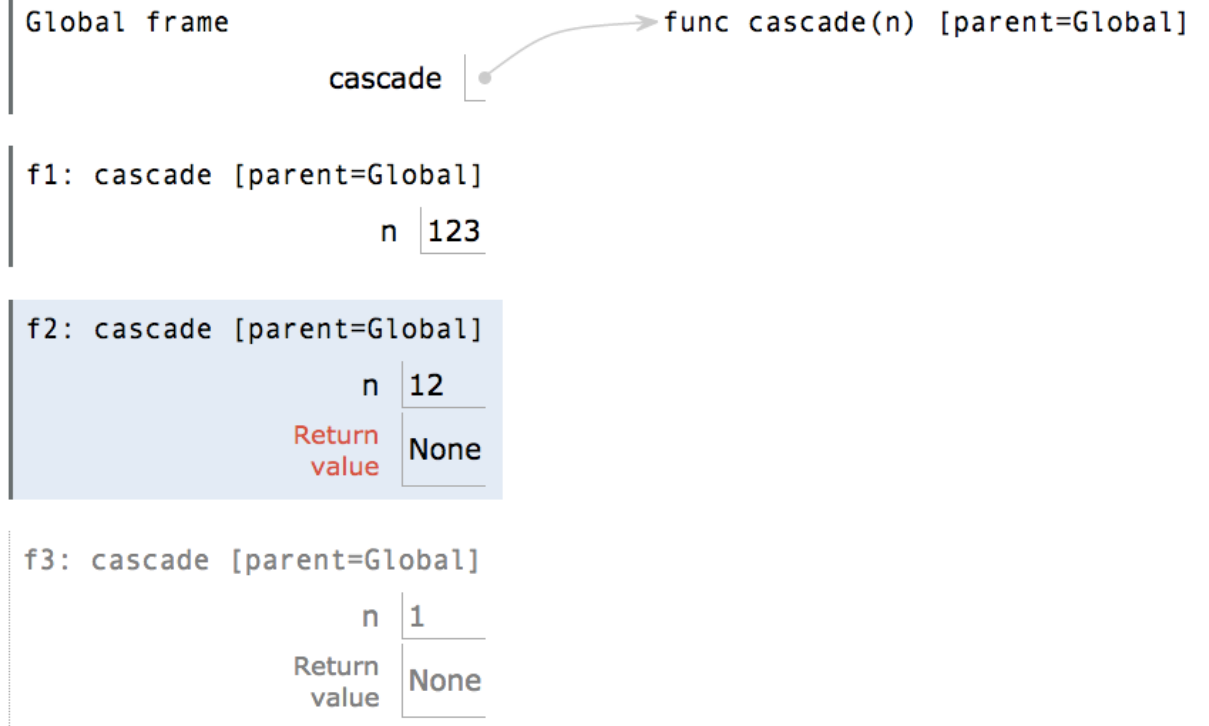 Global frame
func cascade(n) [parent=Global]
cascade
f1: cascade [parent=Global]
n 123
f2: cascade [parent=Global]
n 12
Return
value None
f3: cascade [parent=Global]
n 1
Return
value None